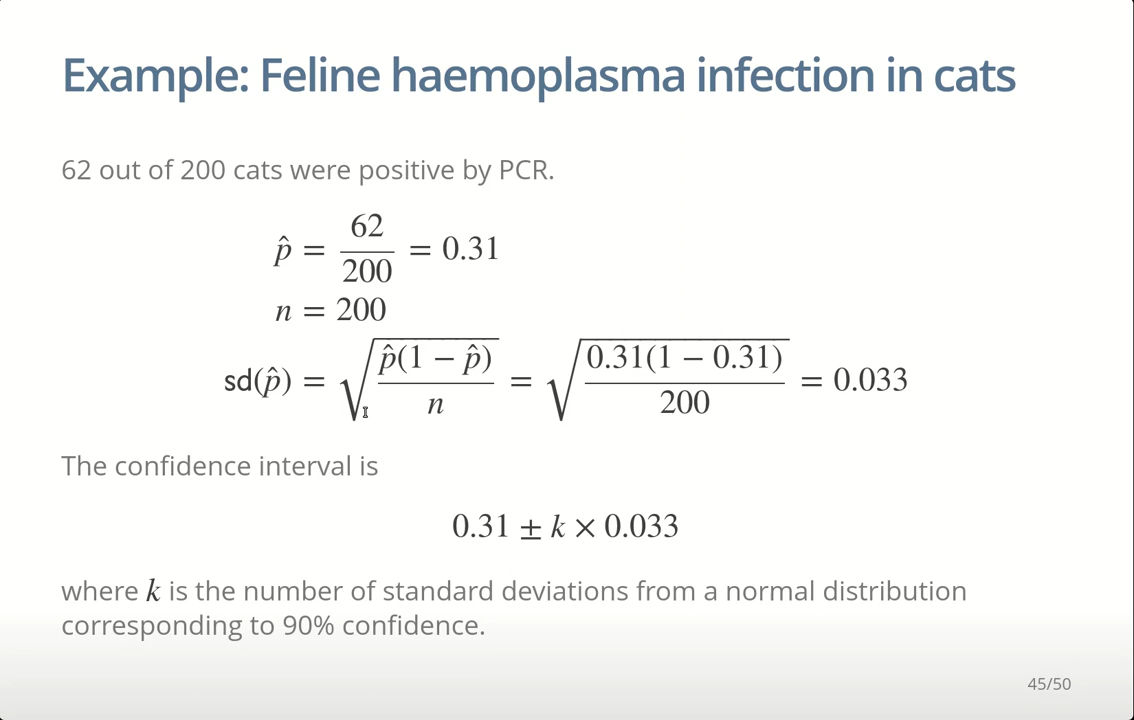 Example: Feline haemoplasma infection in cats
62 out of 200 cats were positive by PCR.
p̂ = 62/200 = 0.31
n = 200
sd(p̂) = √(p̂(1 − p̂)/n) = √(0.31(1 − 0.31)/200) = 0.033
The confidence interval is
0.31 ± k × 0.033
where k is the number of standard deviations from a normal distribution
corresponding to 90% confidence.
45/50